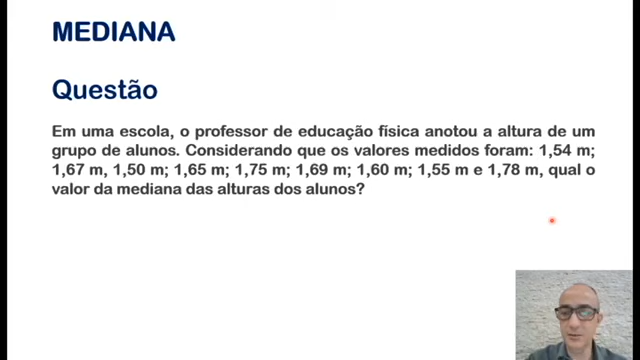 MEDIANA
Questão
Em uma escola, o professor de educação física anotou a altura de um
grupo de alunos. Considerando que os valores medidos foram: 1,54 m;
1,67 m, 1,50 m; 1,65 m; 1,75 m; 1,69 m; 1,60 m; 1,55 m e 1,78 m, qual o
valor da mediana das alturas dos alunos?